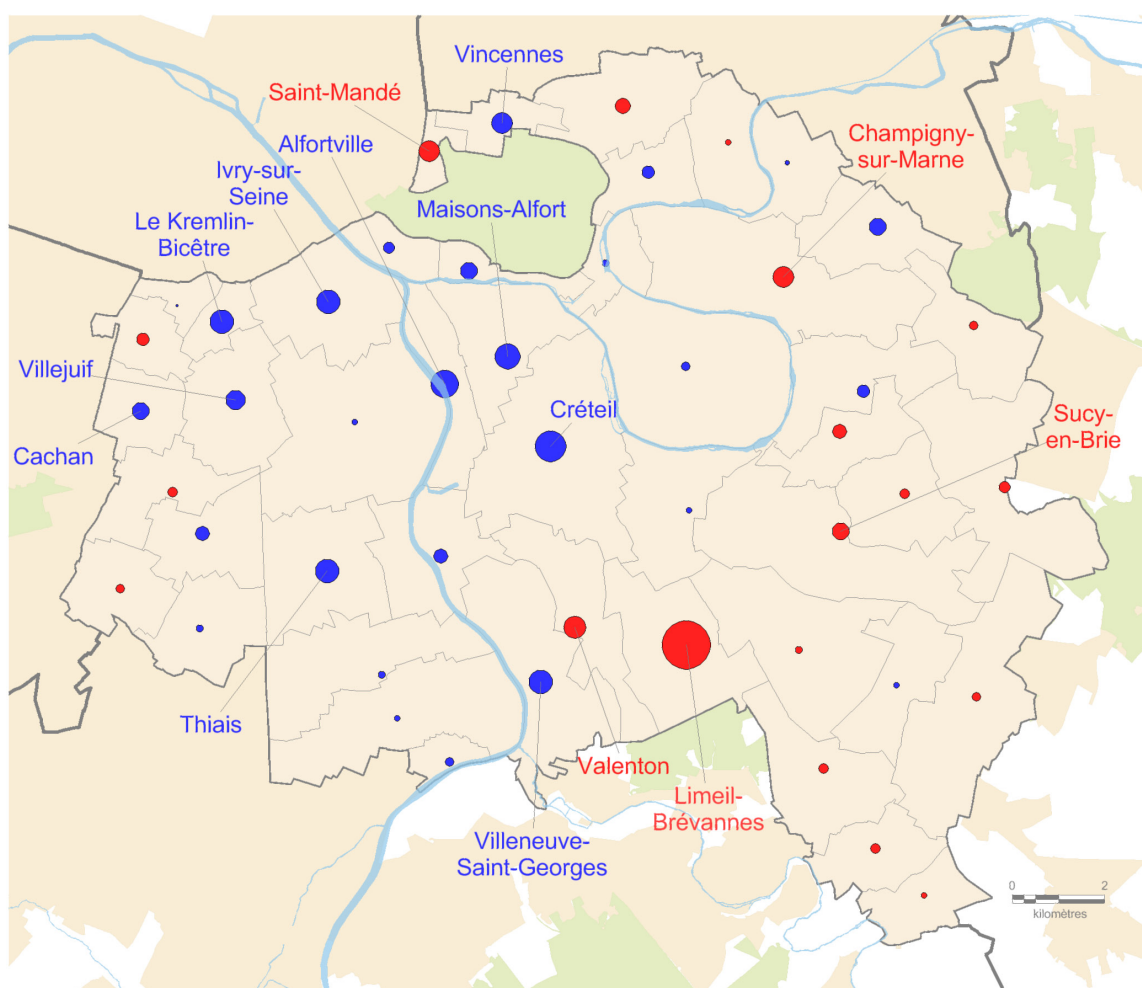 Vincennes
Saint-Mandé
Alfortville
Champigny-
sur-Marne
Ivry-sur-
Seine
Maisons-Alfort
Le Kremlin-
Bicêtre
Villejuif
Créteil
Sucy-
en-Brie
Cachan
Thiais
Valenton
Limeil-
Brévannes
Villeneuve-
Saint-Georges
0 2
kilomètres